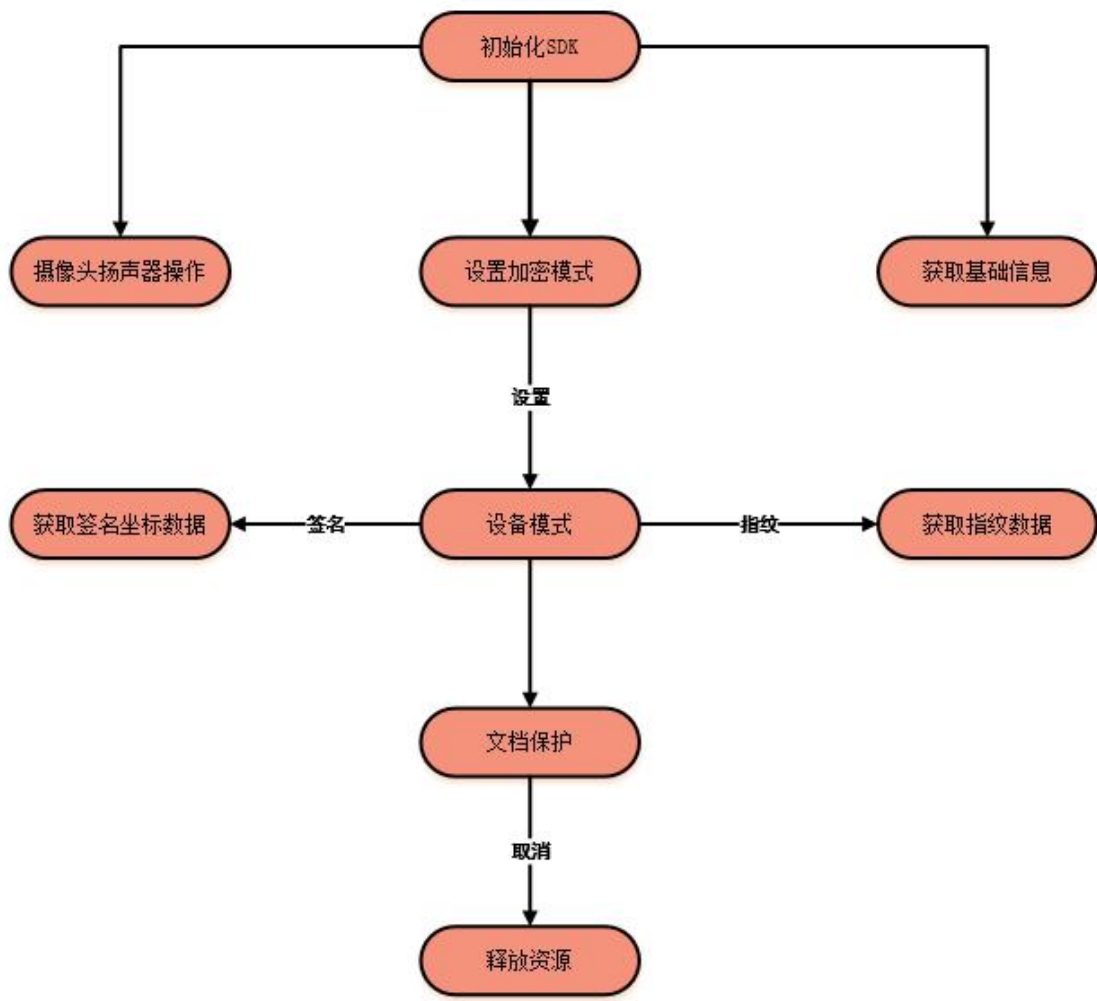 初始化SDK
摄像头扬声器操作
设置加密模式
获取基础信息
设置
获取签名坐标数据
签名
设备模式
指纹
获取指纹数据
文档保护
取消
释放资源